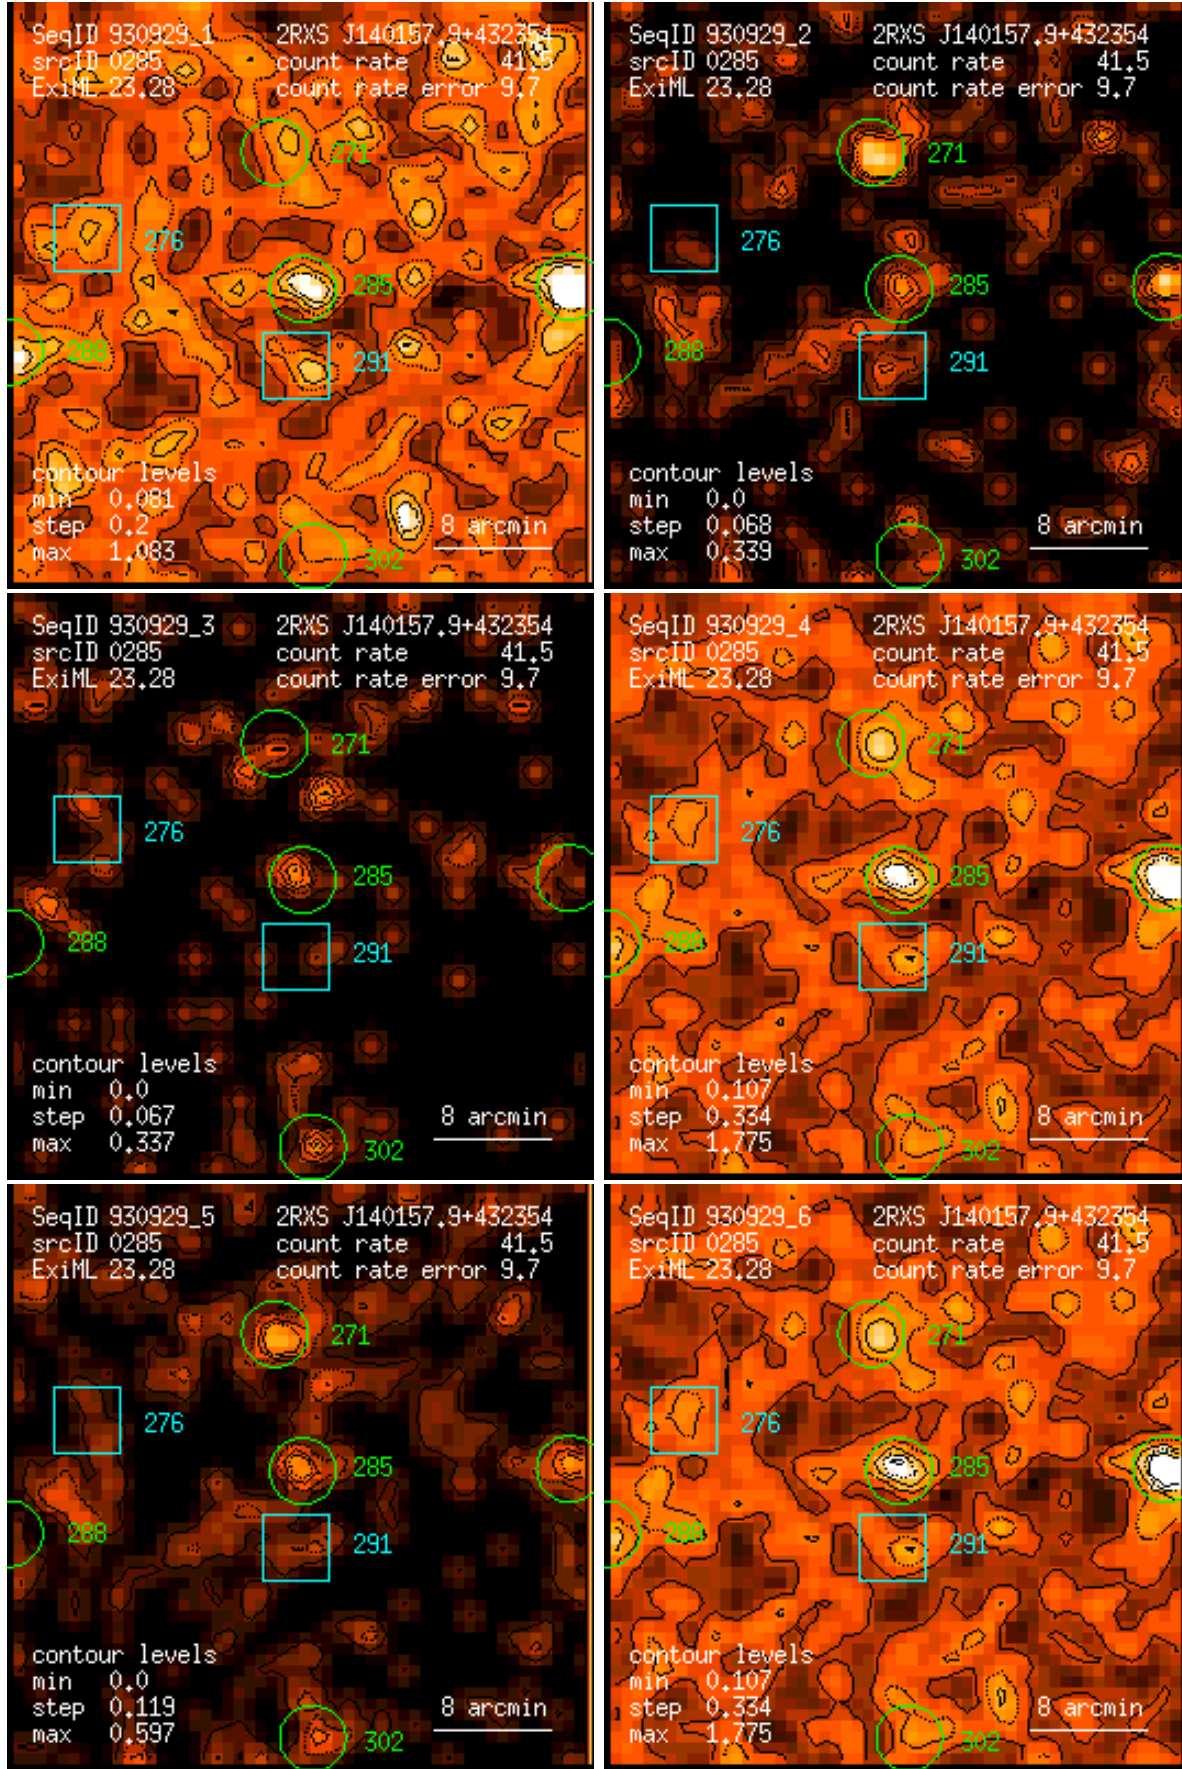 SeqID 930929_1 2RXS J140157.9+432354
srcID 0285 count rate 41.5
ExiML 23.28 count rate error 9.7
271
276
285
288
291
contour levels
min 0.081
step 0.2 8 arcmin
max 1.083
302
SeqID 930929_2 2RXS J140157.9+432354
srcID 0285 count rate 41.5
ExiML 23.28 count rate error 9.7
271
276
285
288
291
contour levels
min 0.0
step 0.068 8 arcmin
max 0.339
302
SeqID 930929_3 2RXS J140157.9+432354
srcID 0285 count rate 41.5
ExiML 23.28 count rate error 9.7
271
276
285
288
291
contour levels
min 0.0
step 0.067 8 arcmin
max 0.337
302
SeqID 930929_4 2RXS J140157.9+432354
srcID 0285 count rate 41.5
ExiML 23.28 count rate error 9.7
271
276
285
288
291
contour levels
min 0.107
step 0.334 8 arcmin
max 1.775
302
SeqID 930929_5 2RXS J140157.9+432354
srcID 0285 count rate 41.5
ExiML 23.28 count rate error 9.7
271
276
285
288
291
contour levels
min 0.0
step 0.119 8 arcmin
max 0.597
302
SeqID 930929_6 2RXS J140157.9+432354
srcID 0285 count rate 41.5
ExiML 23.28 count rate error 9.7
271
276
285
288
291
contour levels
min 0.107
step 0.334 8 arcmin
max 1.775
302